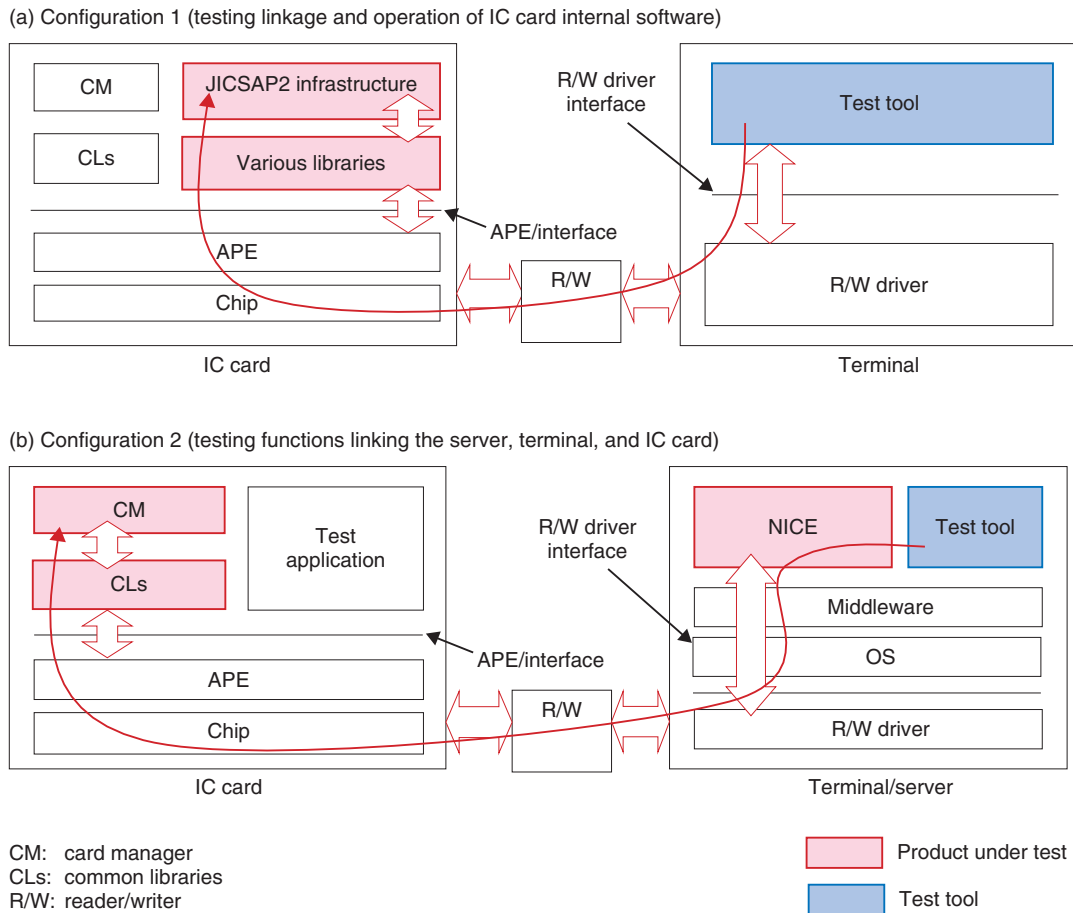 (a) Configuration 1 (testing linkage and operation of IC card internal software)
CM
JICSAP2 infrastructure
CLs
Various libraries
APE
Chip
IC card
APE/interface
R/W
R/W driver
interface
Test tool
R/W driver
Terminal
(b) Configuration 2 (testing functions linking the server, terminal, and IC card)
CM
CLs
Test
application
APE
Chip
IC card
APE/interface
R/W
R/W driver
interface
NICE
Test tool
Middleware
OS
R/W driver
Terminal/server
CM: card manager
CLs: common libraries
R/W: reader/writer
Product under test
Test tool